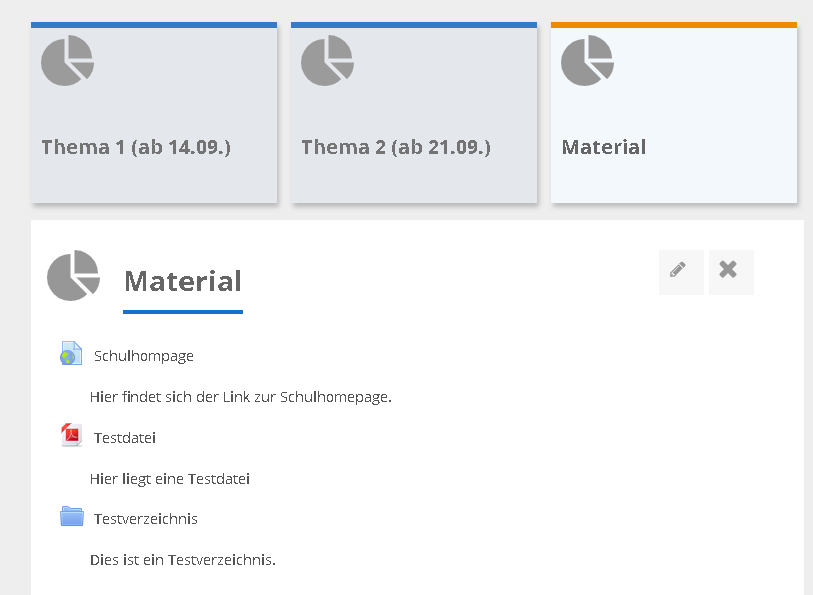 Thema 1 (ab 14.09.)
Thema 2 (ab 21.09.)
Material
Material
Schulhompage
Hier findet sich der Link zur Schulhomepage.
Testdatei
Hier liegt eine Testdatei
Testverzeichnis
Dies ist ein Testverzeichnis.